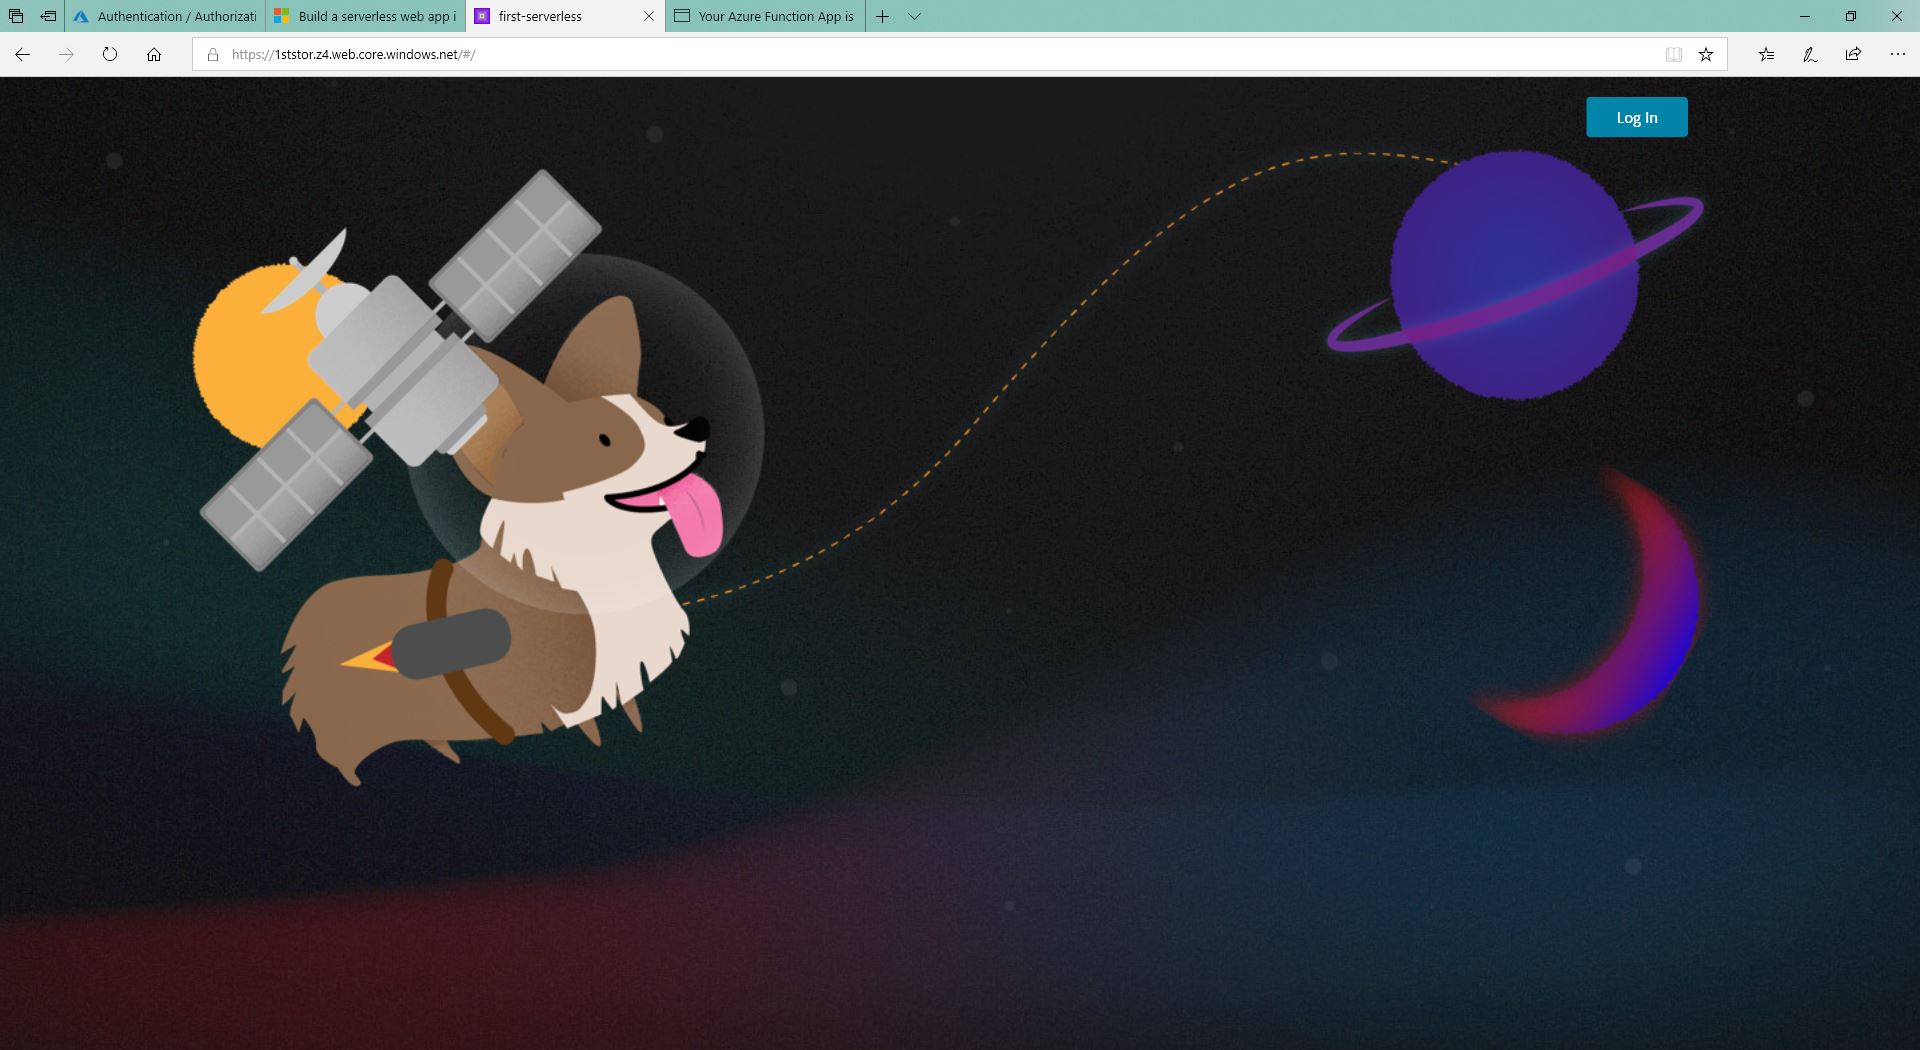 Authentication / Authorizati
Build a serverless web app i
first-serverless
Your Azure Function App is
https://1ststor.z4.web.core.windows.net/#/
Log In